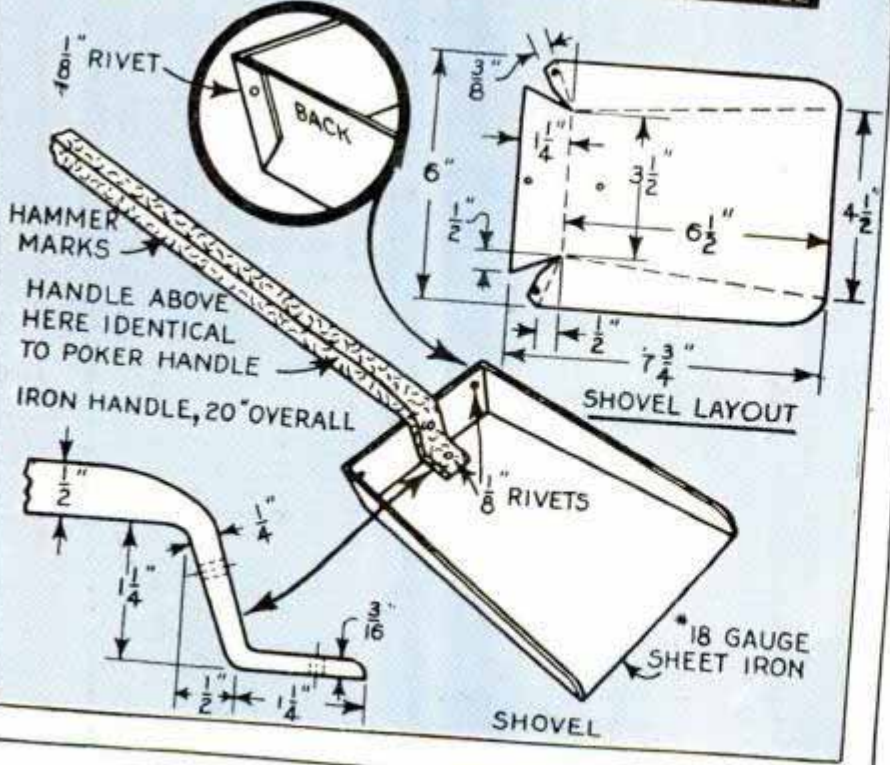 1/8" RIVET
BACK
HAMMER
MARKS
HANDLE ABOVE
HERE IDENTICAL
TO POKER HANDLE
IRON HANDLE, 20" OVERALL
3/8"
6"
1 1/4"
3 1/2"
1/2"
6 1/2"
4 1/2"
1/2"
7 3/4"
SHOVEL LAYOUT
1/8" RIVETS
1/2"
1/4"
1 1/4"
3/16"
1/2"
1 1/4"
#18 GAUGE
SHEET IRON
SHOVEL